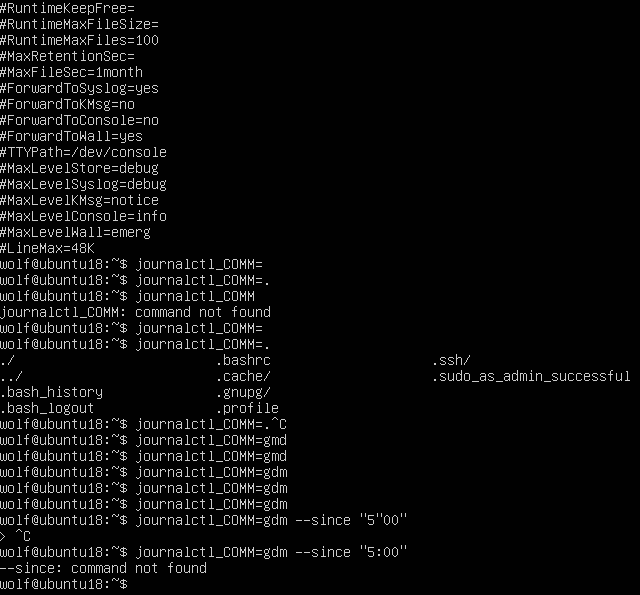 #RuntimeKeepFree=
#RuntimeMaxFileSize=
#RuntimeMaxFiles=100
#MaxRetentionSec=
#MaxFileSec=1month
#ForwardToSyslog=yes
#ForwardToKMsg=no
#ForwardToConsole=no
#ForwardToWall=yes
#TTYPath=/dev/console
#MaxLevelStore=debug
#MaxLevelSyslog=debug
#MaxLevelKMsg=notice
#MaxLevelConsole=info
#MaxLevelWall=emerg
#LineMax=48K
wolf@ubuntu18:~$ journalctl_COMM=
wolf@ubuntu18:~$ journalctl_COMM=.
wolf@ubuntu18:~$ journalctl_COMM
journalctl_COMM: command not found
wolf@ubuntu18:~$ journalctl_COMM=
wolf@ubuntu18:~$ journalctl_COMM=.
./ .bashrc .ssh/
../ .cache/ .sudo_as_admin_successful
.bash_history .gnupg/
.bash_logout .profile
wolf@ubuntu18:~$ journalctl_COMM=.^C
wolf@ubuntu18:~$ journalctl_COMM=gmd
wolf@ubuntu18:~$ journalctl_COMM=gmd
wolf@ubuntu18:~$ journalctl_COMM=gdm
wolf@ubuntu18:~$ journalctl_COMM=gdm
wolf@ubuntu18:~$ journalctl_COMM=gdm
wolf@ubuntu18:~$ journalctl_COMM=gdm --since "5"00"
> ^C
wolf@ubuntu18:~$ journalctl_COMM=gdm --since "5:00"
--since: command not found
wolf@ubuntu18:~$